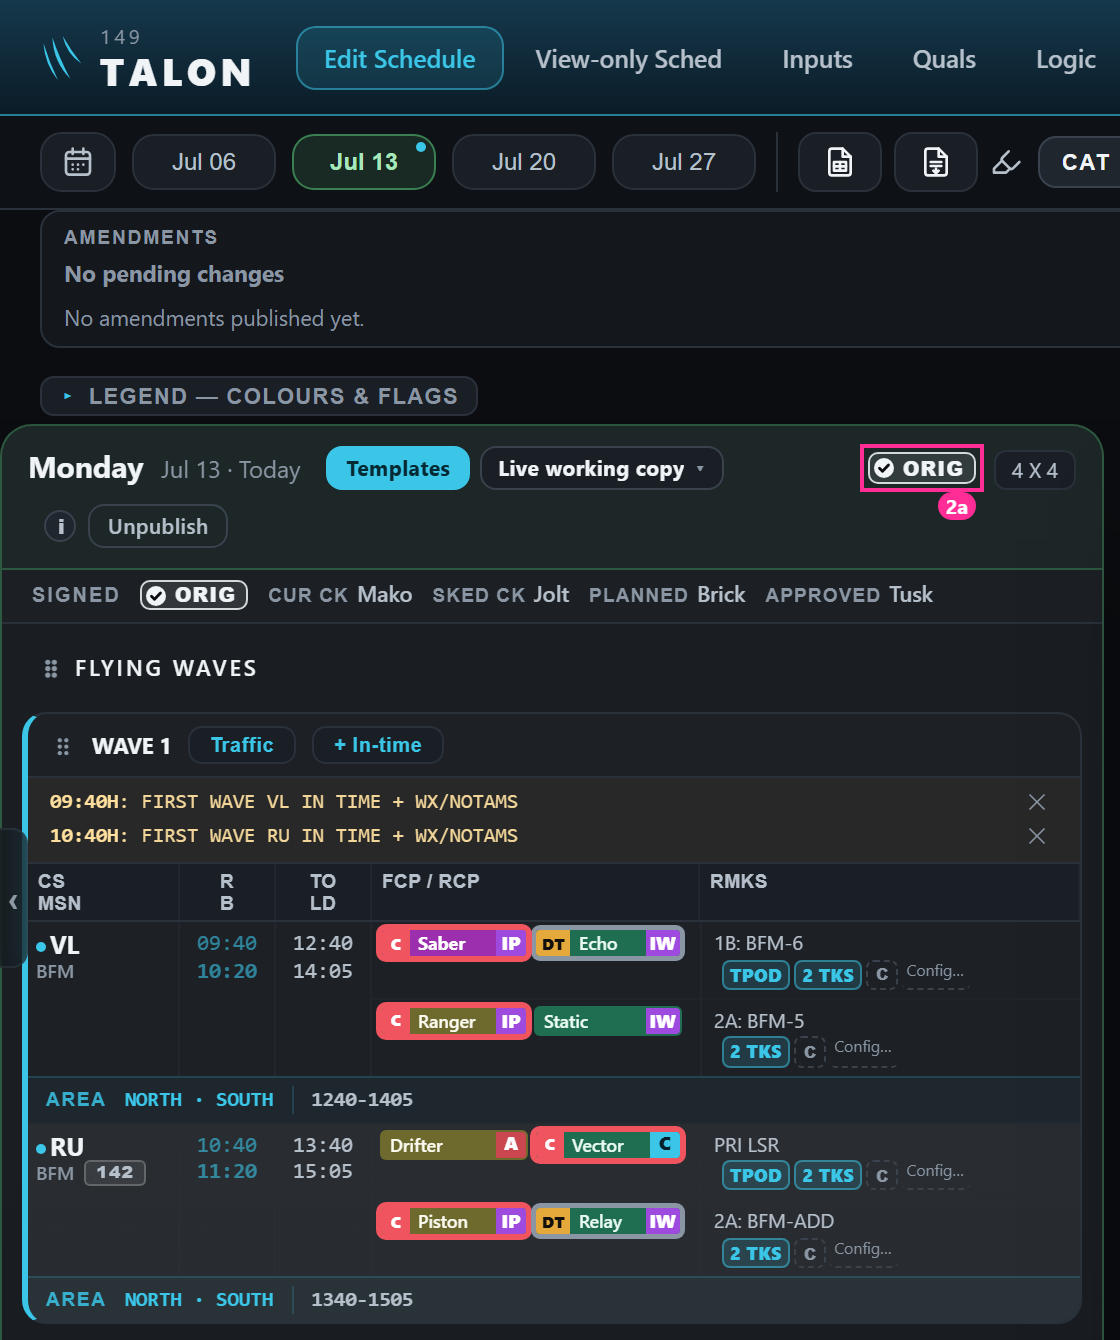 149
TALON
Edit Schedule
View-only Sched
Inputs
Quals
Logic
Jul 06
Jul 13
Jul 20
Jul 27
CAT
AMENDMENTS
No pending changes
No amendments published yet.
LEGEND — COLOURS & FLAGS
Monday Jul 13 · Today
Templates
Live working copy
ORIG
4 X 4
2a
i
Unpublish
SIGNED ORIG CUR CK Mako SKED CK Jolt PLANNED Brick APPROVED Tusk
FLYING WAVES
WAVE 1
Traffic
+ In-time
09:40H: FIRST WAVE VL IN TIME + WX/NOTAMS
10:40H: FIRST WAVE RU IN TIME + WX/NOTAMS
CS R TO FCP / RCP RMKS
MSN B LD
VL 09:40 12:40 C Saber IP DT Echo IW 1B: BFM-6
BFM 10:20 14:05 TPOD 2 TKS C Config...
C Ranger IP Static IW 2A: BFM-5
2 TKS C Config...
AREA NORTH · SOUTH 1240-1405
RU 10:40 13:40 Drifter A C Vector C PRI LSR
BFM 142 11:20 15:05 TPOD 2 TKS C Config...
C Piston IP DT Relay IW 2A: BFM-ADD
2 TKS C Config...
AREA NORTH · SOUTH 1340-1505